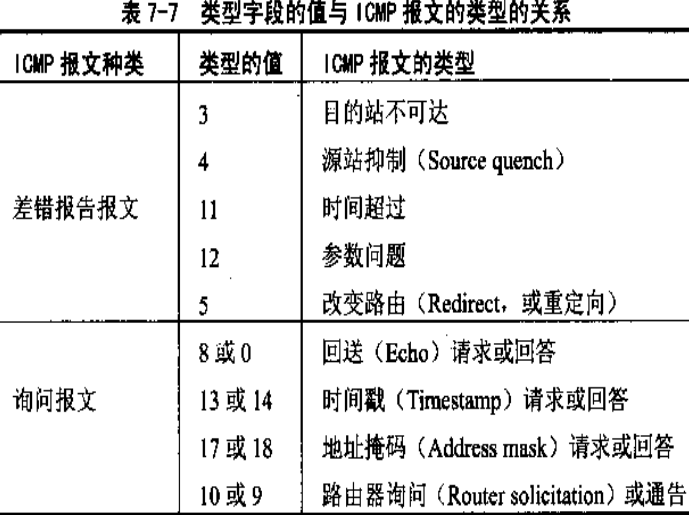 表 7-7 类型字段的值与 ICMP 报文的类型的关系
ICMP 报文种类 类型的值 ICMP 报文的类型
差错报告报文
3 目的站不可达
4 源站抑制（Source quench）
11 时间超过
12 参数问题
5 改变路由（Redirect，或重定向）
询问报文
8 或 0 回送（Echo）请求或回答
13 或 14 时间戳（Timestamp）请求或回答
17 或 18 地址掩码（Address mask）请求或回答
10 或 9 路由器询问（Router solicitation）或通告